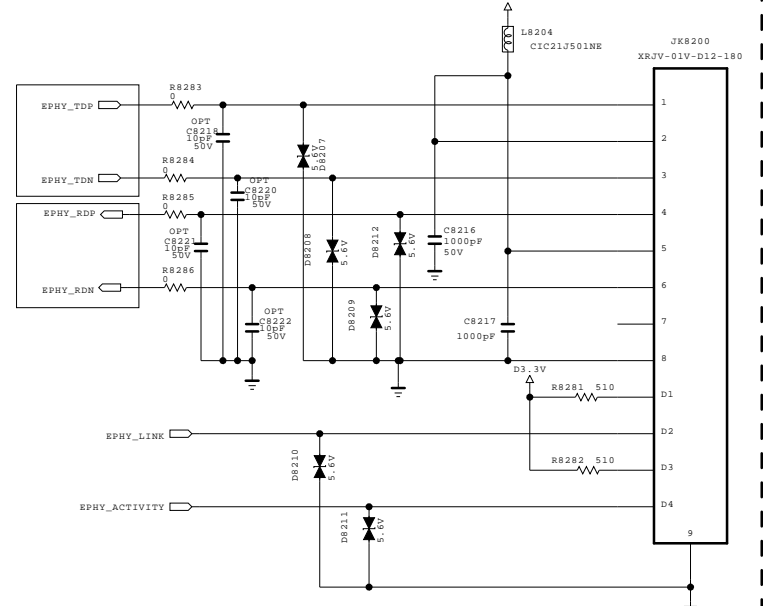 L8204
CIC21J501NE
JK8200
XRJV-01V-D12-180
R8283
0
EPHY_TDP
1
OPT
C8218
10pF
50V
5.6V
D8207
2
R8284
0
EPHY_TDN
3
OPT
C8220
10pF
50V
R8285
0
EPHY_RDP
4
OPT
C8221
10pF
50V
D8208
5.6V
D8212
5.6V
C8216
1000pF
50V
5
R8286
0
EPHY_RDN
6
OPT
C8222
10pF
50V
D8209
5.6V
C8217
1000pF
7
8
D3.3V
R8281 510
D1
EPHY_LINK
D2
D8210
5.6V
R8282 510
D3
EPHY_ACTIVITY
D4
D8211
5.6V
9